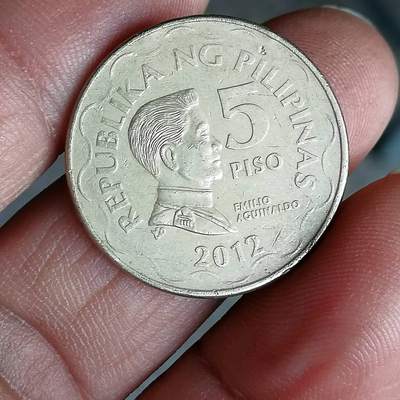 REPUBLIKA NG PILIPINAS
5
PISO
EMILIO
AGUINALDO
2012